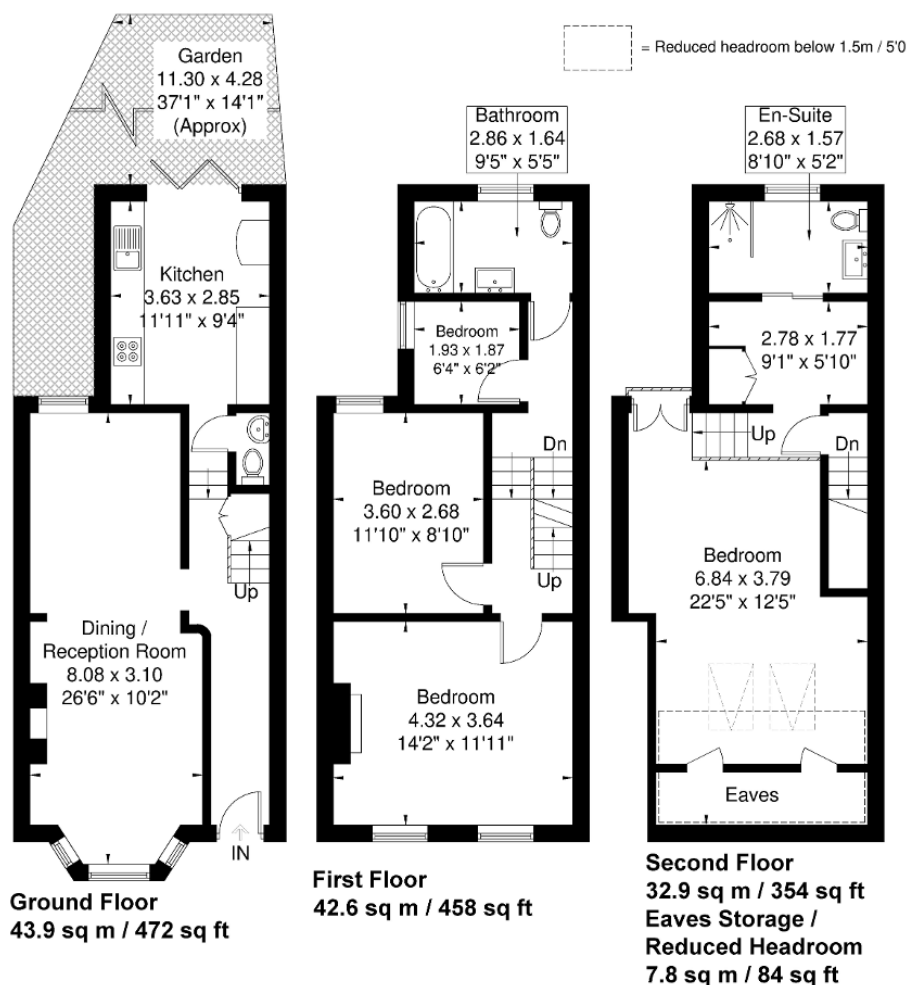 Garden
11.30 x 4.28
37'1" x 14'1"
(Approx)
Kitchen
3.63 x 2.85
11'11" x 9'4"
Up
Dining /
Reception Room
8.08 x 3.10
26'6" x 10'2"
IN
Ground Floor
43.9 sq m / 472 sq ft
Bathroom
2.86 x 1.64
9'5" x 5'5"
Bedroom
1.93 x 1.87
6'4" x 6'2"
Dn
Bedroom
3.60 x 2.68
11'10" x 8'10"
Up
Bedroom
4.32 x 3.64
14'2" x 11'11"
First Floor
42.6 sq m / 458 sq ft
= Reduced headroom below 1.5m / 5'0
En-Suite
2.68 x 1.57
8'10" x 5'2"
2.78 x 1.77
9'1" x 5'10"
Up
Dn
Bedroom
6.84 x 3.79
22'5" x 12'5"
Eaves
Second Floor
32.9 sq m / 354 sq ft
Eaves Storage /
Reduced Headroom
7.8 sq m / 84 sq ft